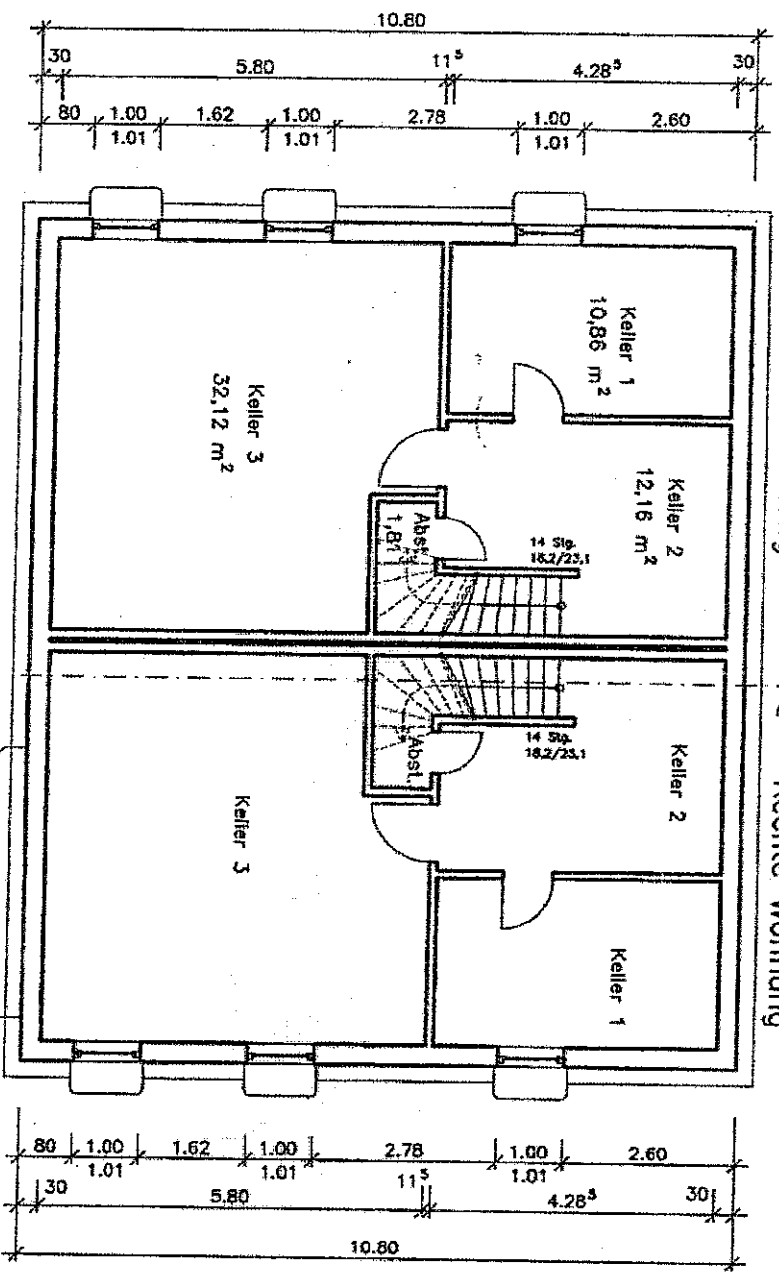 10.80
30 5.80 11⁵ 4.28⁵ 30
80 1.00 1.62 1.00 2.78 1.00 2.60
1.01 1.01 1.01
Keller 1
10,86 m²
Keller 2
12,16 m²
Keller 3
32,12 m²
Abst.
1,81
14 Stg.
18.2/23,1
14 Stg.
18.2/23,1
Abst.
Keller 2
Keller 3
Keller 1
Rechte Wohnung
80 1.00 1.62 1.00 2.78 1.00 2.60
1.01 1.01 1.01
30 5.80 11⁵ 4.28⁵ 30
10.80